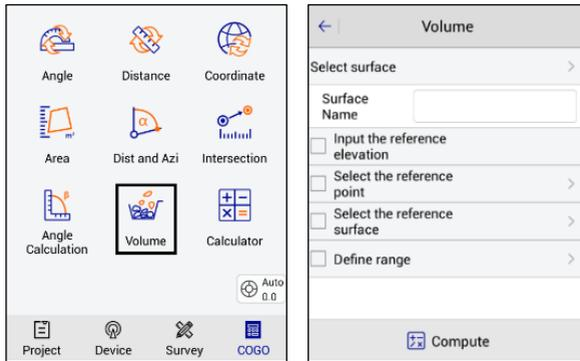 Angle
Distance
Coordinate
m²
α
Area
Dist and Azi
Intersection
β
Angle
Calculation
Volume
Calculator
Auto
0.0
Project
Device
Survey
COGO
Volume
Select surface
Surface
Name
Input the reference
elevation
Select the reference
point
Select the reference
surface
Define range
Compute